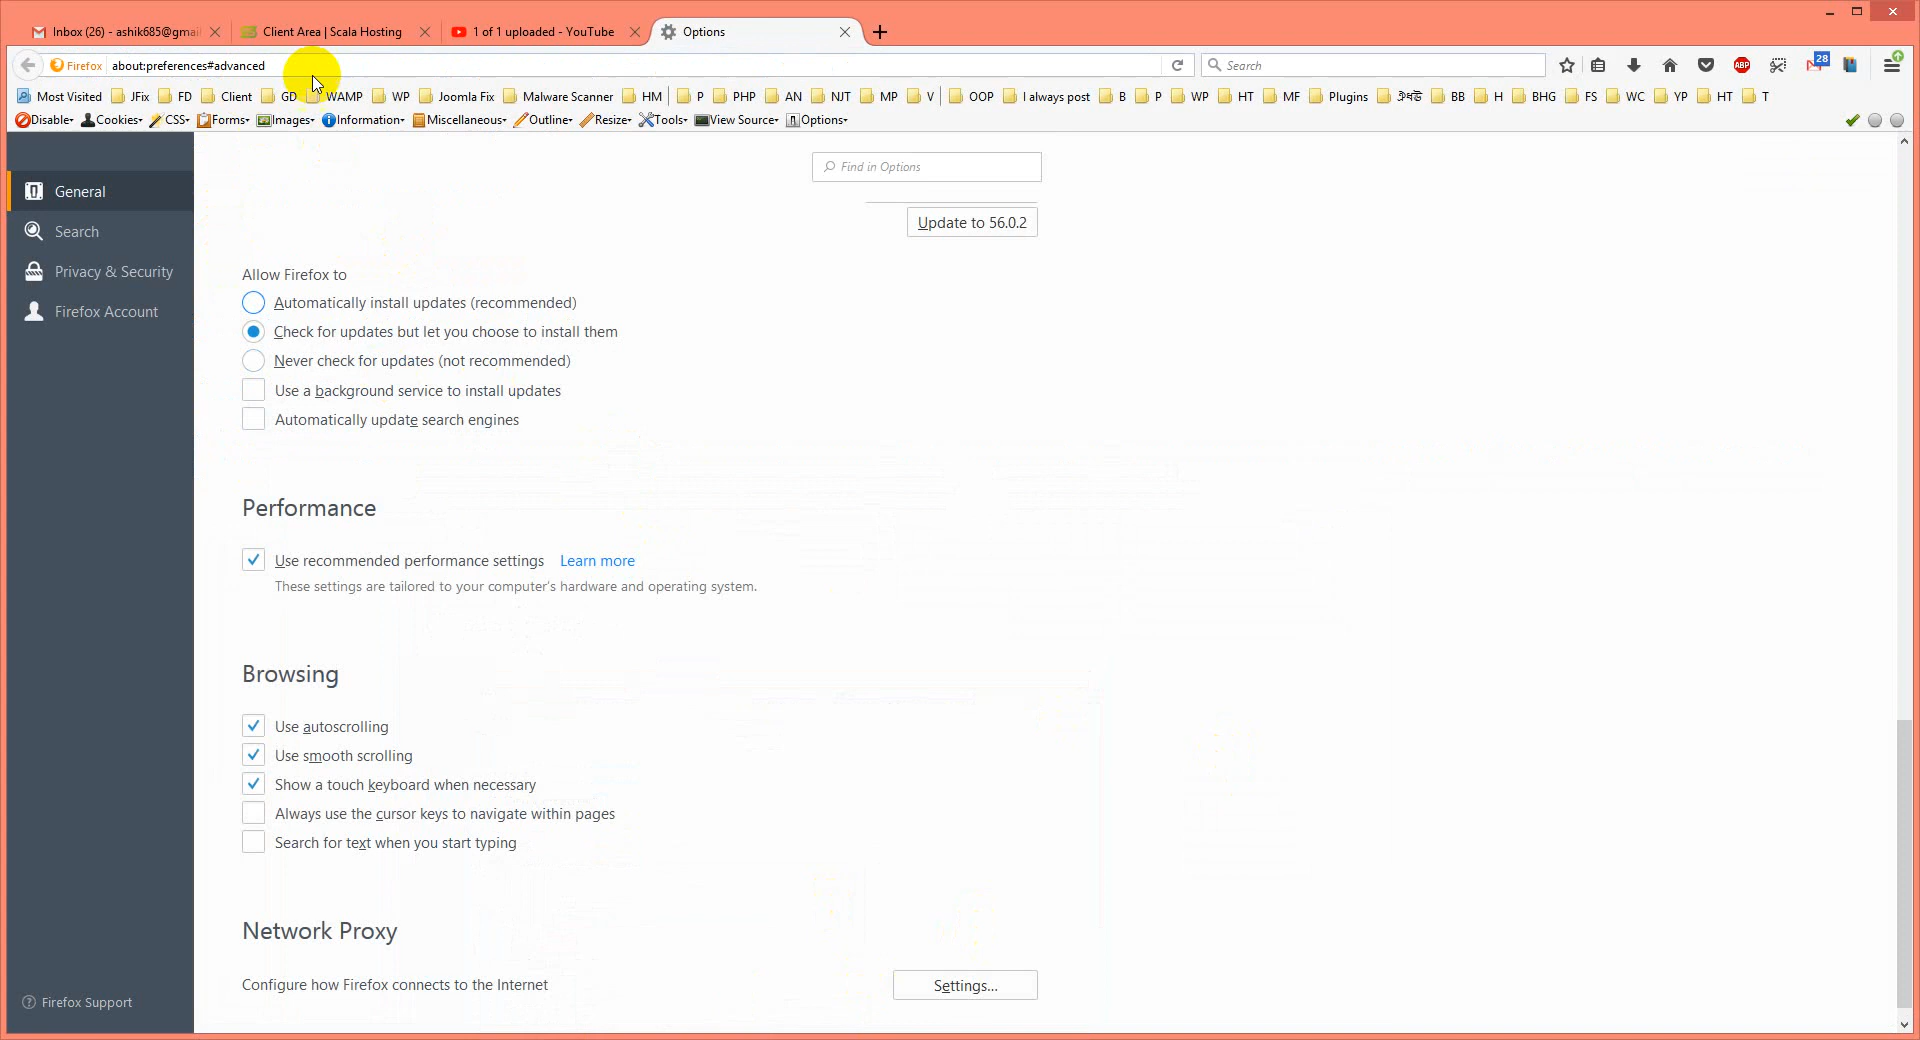 Inbox (26) - ashik685@gmai
Client Area | Scala Hosting
1 of 1 uploaded - YouTube
Options
Firefox
about:preferences#advanced
Search
ABP
28
Most Visited JFix FD Client GD WAMP WP Joomla Fix Malware Scanner HM P PHP AN NJT MP V OOP I always post B P WP HT MF Plugins BB H BHG FS WC YP HT T
Disable Cookies CSS Forms Images Information Miscellaneous Outline Resize Tools View Source Options
General
Search
Privacy & Security
Firefox Account
Find in Options
Update to 56.0.2
Allow Firefox to
Automatically install updates (recommended)
Check for updates but let you choose to install them
Never check for updates (not recommended)
Use a background service to install updates
Automatically update search engines
Performance
Use recommended performance settings Learn more
These settings are tailored to your computer's hardware and operating system.
Browsing
Use autoscrolling
Use smooth scrolling
Show a touch keyboard when necessary
Always use the cursor keys to navigate within pages
Search for text when you start typing
Network Proxy
Configure how Firefox connects to the Internet
Settings...
Firefox Support